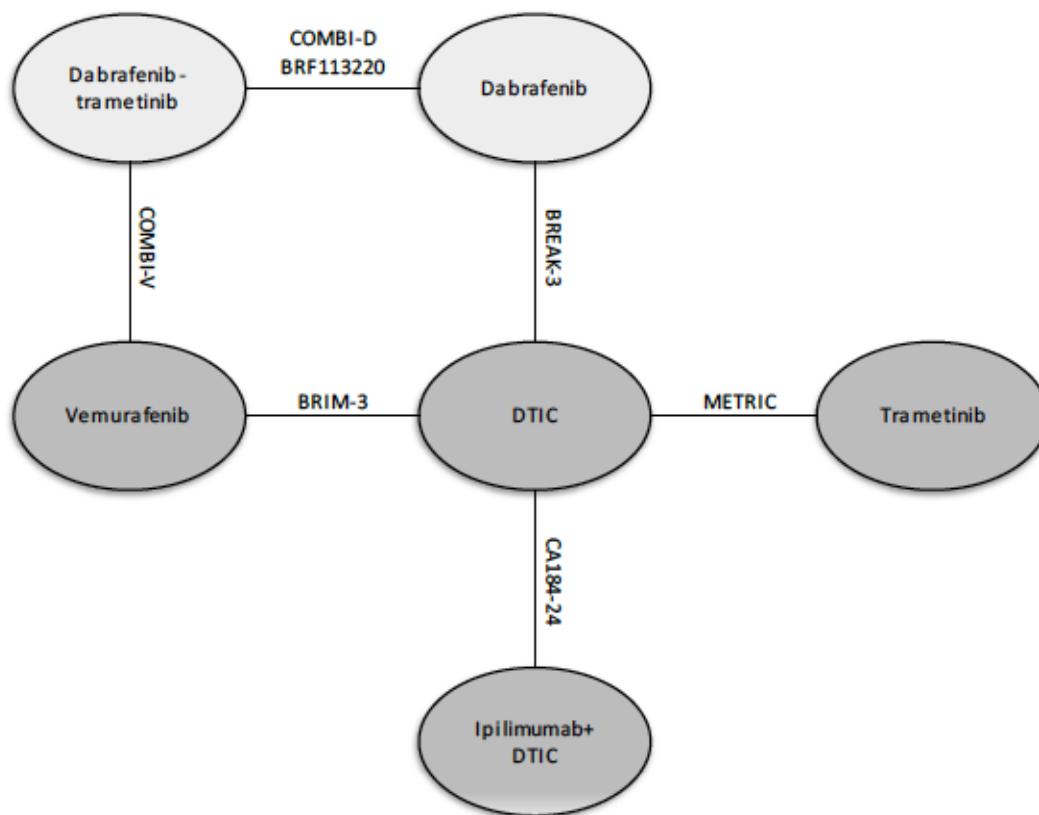 COMBI-D
BRF113220
Dabrafenib-
trametinib
Dabrafenib
COMBI-V
BREAK-3
Vemurafenib
BRIM-3
DTIC
METRIC
Trametinib
CA184-24
Ipilimumab+
DTIC